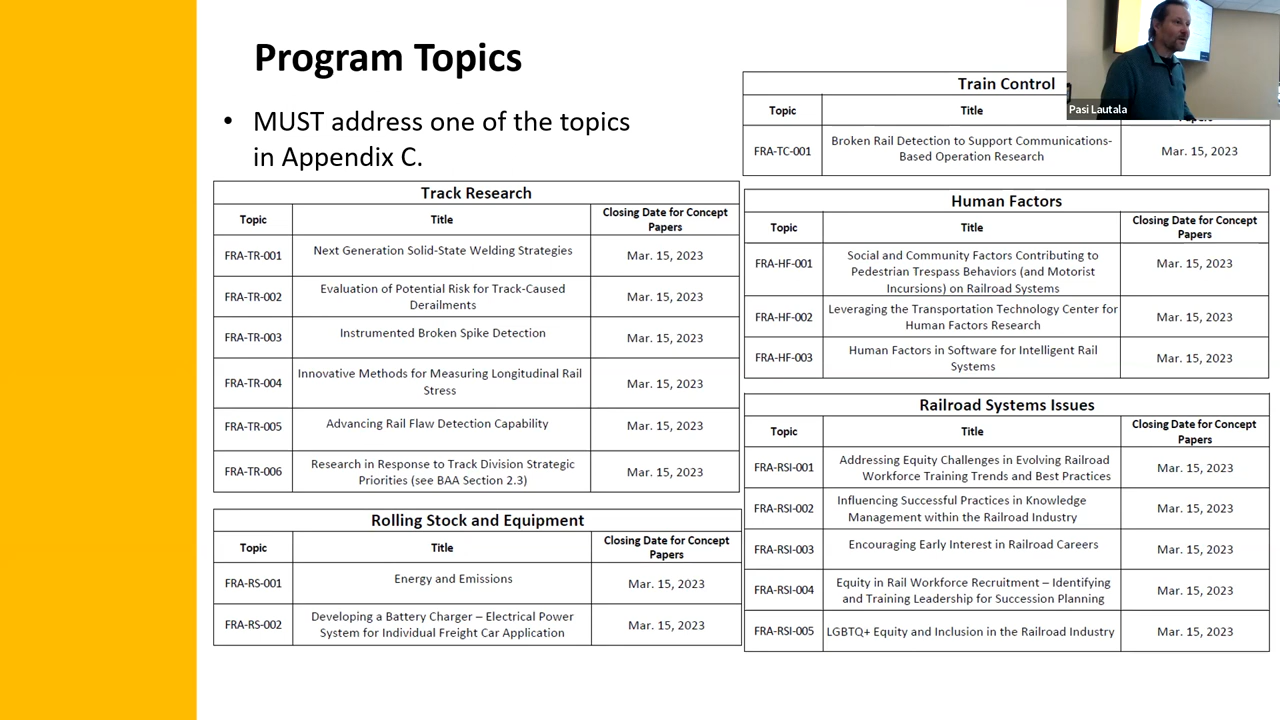 Program Topics
• MUST address one of the topics
in Appendix C.
Track Research
Topic Title Closing Date for Concept
Papers
FRA-TR-001 Next Generation Solid-State Welding Strategies Mar. 15, 2023
FRA-TR-002 Evaluation of Potential Risk for Track-Caused
Derailments Mar. 15, 2023
FRA-TR-003 Instrumented Broken Spike Detection Mar. 15, 2023
FRA-TR-004 Innovative Methods for Measuring Longitudinal Rail
Stress Mar. 15, 2023
FRA-TR-005 Advancing Rail Flaw Detection Capability Mar. 15, 2023
FRA-TR-006 Research in Response to Track Division Strategic
Priorities (see BAA Section 2.3) Mar. 15, 2023
Rolling Stock and Equipment
Topic Title Closing Date for Concept
Papers
FRA-RS-001 Energy and Emissions Mar. 15, 2023
FRA-RS-002 Developing a Battery Charger – Electrical Power
System for Individual Freight Car Application Mar. 15, 2023
Train Control
Topic Title
FRA-TC-001 Broken Rail Detection to Support Communications-
Based Operation Research Mar. 15, 2023
Human Factors
Topic Title Closing Date for Concept
Papers
FRA-HF-001 Social and Community Factors Contributing to
Pedestrian Trespass Behaviors (and Motorist
Incursions) on Railroad Systems Mar. 15, 2023
FRA-HF-002 Leveraging the Transportation Technology Center for
Human Factors Research Mar. 15, 2023
FRA-HF-003 Human Factors in Software for Intelligent Rail
Systems Mar. 15, 2023
Railroad Systems Issues
Topic Title Closing Date for Concept
Papers
FRA-RSI-001 Addressing Equity Challenges in Evolving Railroad
Workforce Training Trends and Best Practices Mar. 15, 2023
FRA-RSI-002 Influencing Successful Practices in Knowledge
Management within the Railroad Industry Mar. 15, 2023
FRA-RSI-003 Encouraging Early Interest in Railroad Careers Mar. 15, 2023
FRA-RSI-004 Equity in Rail Workforce Recruitment – Identifying
and Training Leadership for Succession Planning Mar. 15, 2023
FRA-RSI-005 LGBTQ+ Equity and Inclusion in the Railroad Industry Mar. 15, 2023
Pasi Lautala